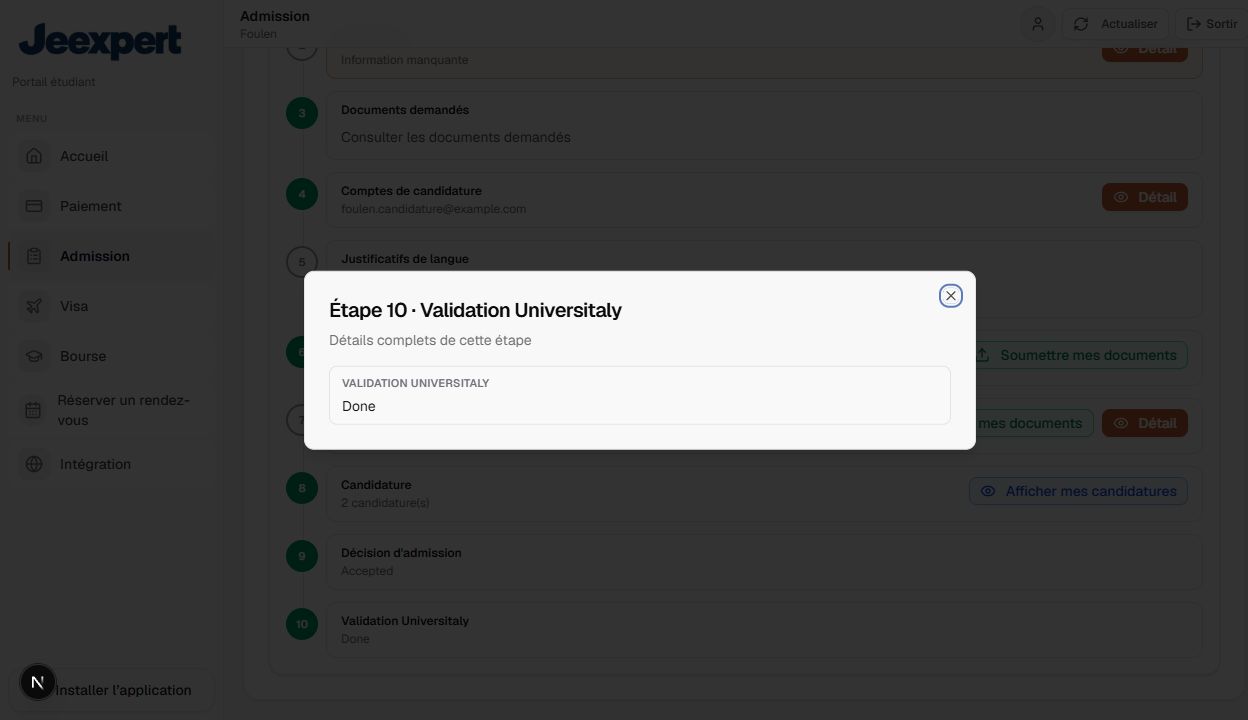 Jeexpert
Portail étudiant
MENU
Accueil
Paiement
Admission
Visa
Bourse
Réserver un rendez-
vous
Intégration
N
Installer l'application
Admission
Foulen
Actualiser
Sortir
Information manquante
Détail
3
Documents demandés
Consulter les documents demandés
4
Comptes de candidature
foulen.candidature@example.com
Détail
5
Justificatifs de langue
Étape 10 · Validation Universitaly
Détails complets de cette étape
VALIDATION UNIVERSITALY
Done
6
Soumettre mes documents
7
mes documents
Détail
8
Candidature
2 candidature(s)
Afficher mes candidatures
9
Décision d'admission
Accepted
10
Validation Universitaly
Done